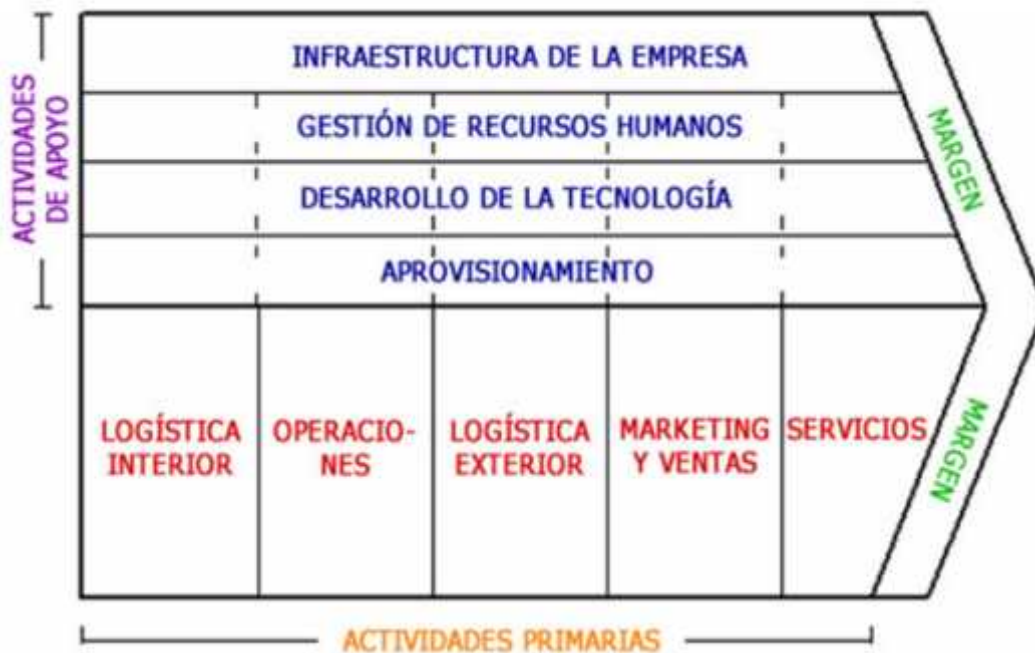 ACTIVIDADES
DE APOYO
INFRAESTRUCTURA DE LA EMPRESA
GESTIÓN DE RECURSOS HUMANOS
DESARROLLO DE LA TECNOLOGÍA
APROVISIONAMIENTO
MARGEN
LOGÍSTICA
INTERIOR
OPERACIO-
NES
LOGÍSTICA
EXTERIOR
MARKETING
Y VENTAS
SERVICIOS
MARGEN
ACTIVIDADES PRIMARIAS